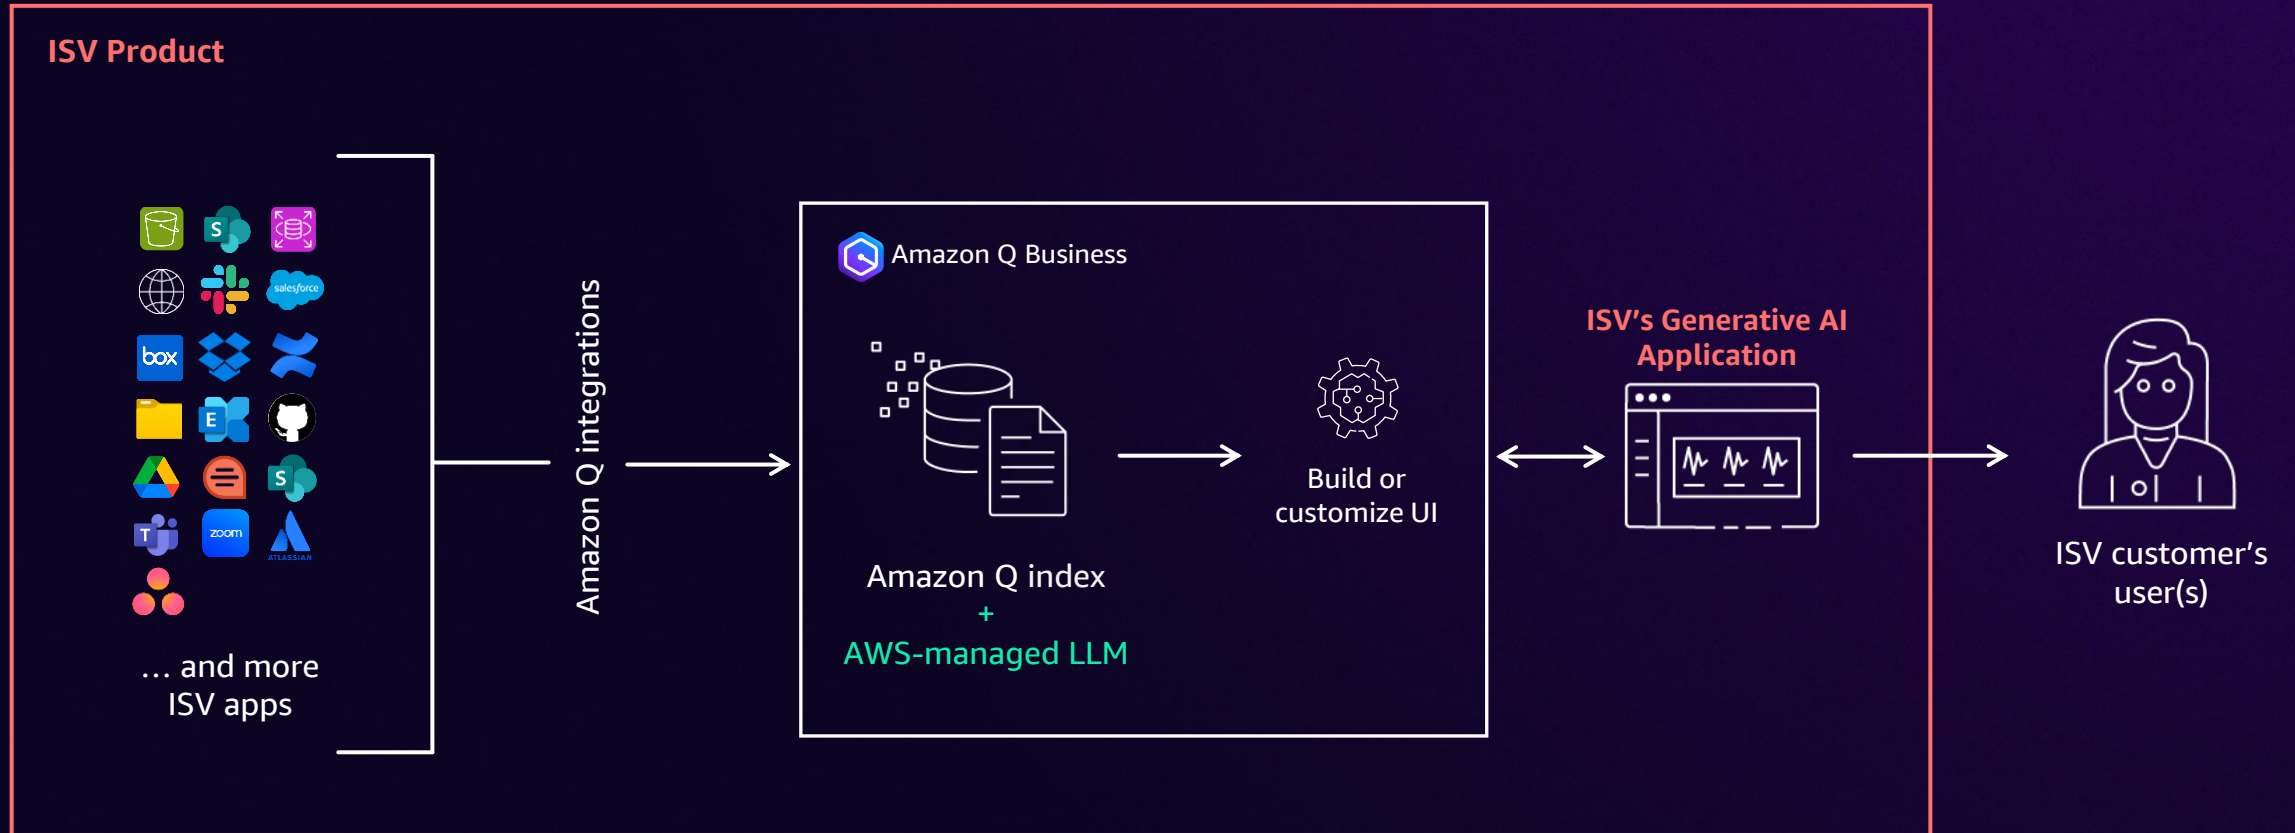 ISV Product
S
salesforce
box
E
S
T
zoom
ATLASSIAN
… and more
ISV apps
Amazon Q integrations
Amazon Q Business
Amazon Q index
+
AWS-managed LLM
Build or
customize UI
ISV’s Generative AI
Application
ISV customer’s
user(s)